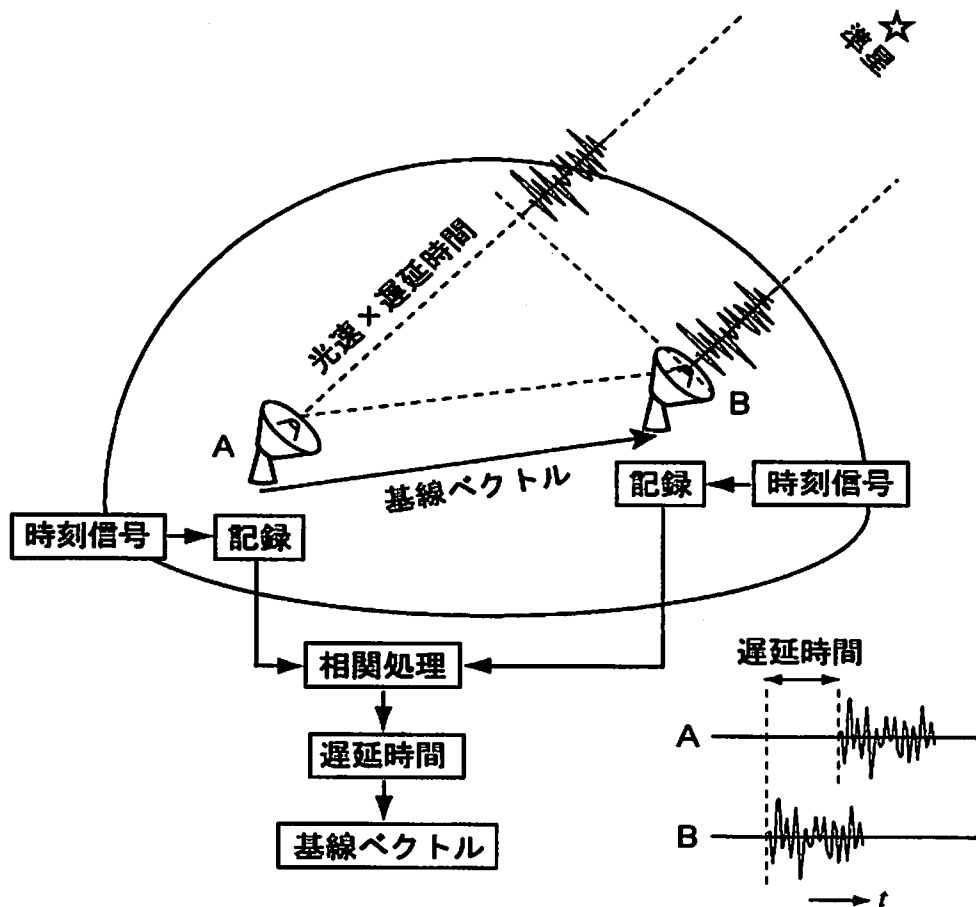 準星
光速×遅延時間
A
B
基線ベクトル
記録
時刻信号
時刻信号
記録
相関処理
遅延時間
基線ベクトル
遅延時間
A
B
t